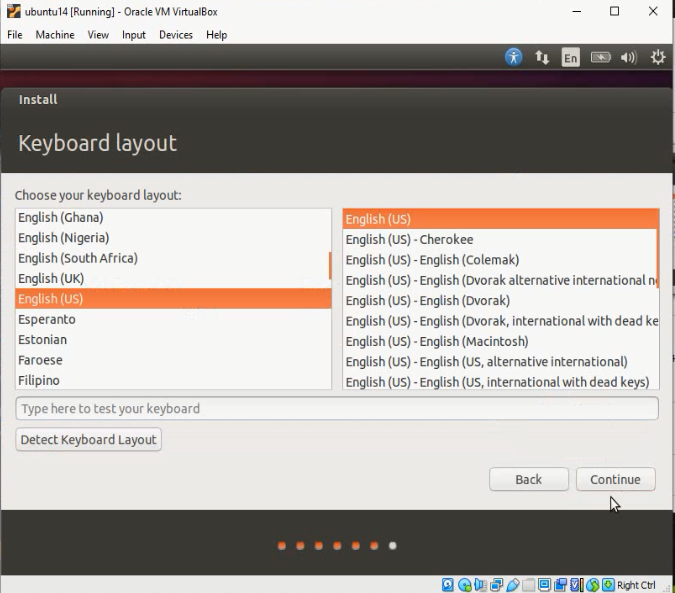 ubuntu14 [Running] - Oracle VM VirtualBox
File Machine View Input Devices Help
En
Install
Keyboard layout
Choose your keyboard layout:
English (Ghana)
English (Nigeria)
English (South Africa)
English (UK)
English (US)
Esperanto
Estonian
Faroese
Filipino
English (US)
English (US) - Cherokee
English (US) - English (Colemak)
English (US) - English (Dvorak alternative international n
English (US) - English (Dvorak)
English (US) - English (Dvorak, international with dead ke
English (US) - English (Macintosh)
English (US) - English (US, alternative international)
English (US) - English (US, international with dead keys)
Type here to test your keyboard
Detect Keyboard Layout
Back Continue
Right Ctrl